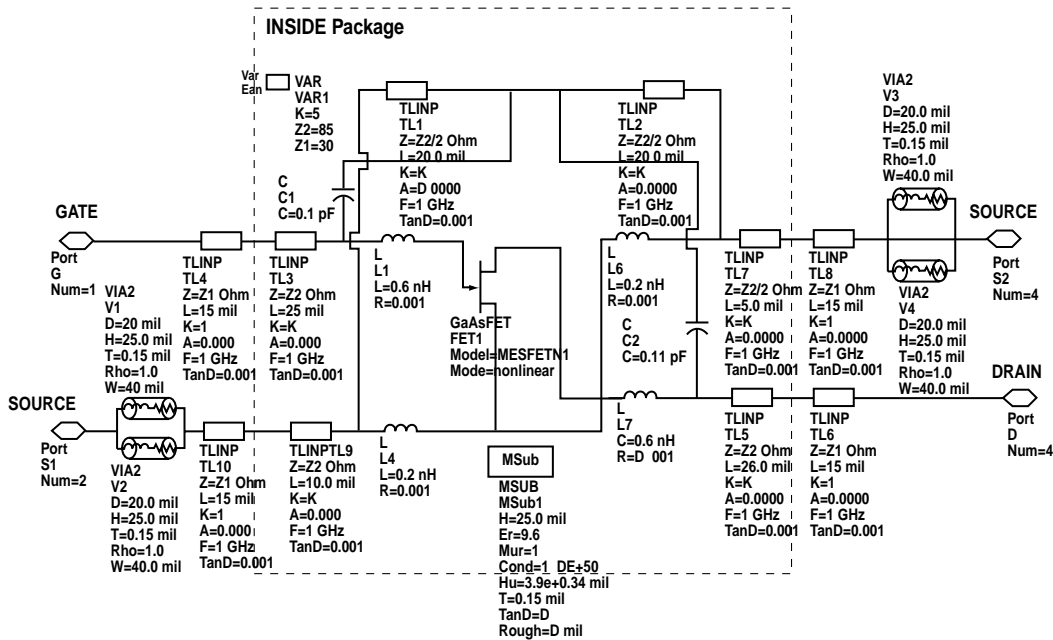 INSIDE Package
Var
Ean
VAR
VAR1
K=5
Z2=85
Z1=30
TLINP
TL1
Z=Z2/2 Ohm
L=20 0 mil
K=K
A=D 0000
F=1 GHz
TanD=0.001
TLINP
TL2
Z=Z2/2 Ohm
L=20 0 mil
K=K
A=0.0000
F=1 GHz
TanD=0.001
VIA2
V3
D=20.0 mil
H=25.0 mil
T=0.15 mil
Rho=1.0
W=40.0 mil
C
C1
C=0.1 pF
GATE
Port
G
Num=1
TLINP
TL4
Z=Z1 Ohm
L=15 mil
K=1
A=0.000
F=1 GHz
TanD=0.001
TLINP
TL3
Z=Z2 Ohm
L=25 mil
K=K
A=0.000
F=1 GHz
TanD=0.001
L
L1
L=0.6 nH
R=0.001
GaAsFET
FET1
Model=MESFETN1
Mode=nonlinear
L
L6
L=0.2 nH
R=0.001
C
C2
C=0.11 pF
TLINP
TL7
Z=Z2/2 Ohm
L=5.0 mil
K=K
A=0.0000
F=1 GHz
TanD=0.001
TLINP
TL8
Z=Z1 Ohm
L=15 mil
K=1
A=0.0000
F=1 GHz
TanD=0.001
SOURCE
Port
S2
Num=4
VIA2
V4
D=20.0 mil
H=25.0 mil
T=0.15 mil
Rho=1.0
W=40.0 mil
VIA2
V1
D=20 mil
H=25.0 mil
T=0.15 mil
Rho=1.0
W=40 mil
SOURCE
Port
S1
Num=2
VIA2
V2
D=20.0 mil
H=25.0 mil
T=0.15 mil
Rho=1.0
W=40.0 mil
TLINP
TL10
Z=Z1 Ohm
L=15 mil
K=1
A=0.000
F=1 GHz
TanD=0.001
TLINPTL9
Z=Z2 Ohm
L=10.0 mil
K=K
A=0.000
F=1 GHz
TanD=0.001
L
L4
L=0.2 nH
R=0.001
MSub
MSUB
MSub1
H=25.0 mil
Er=9.6
Mur=1
Cond=1 DE+50
Hu=3.9e+0.34 mil
T=0.15 mil
TanD=D
Rough=D mil
L
L7
C=0.6 nH
R=D 001
TLINP
TL5
Z=Z2 Ohm
L=26.0 mil
K=K
A=0.0000
F=1 GHz
TanD=0.001
TLINP
TL6
Z=Z1 Ohm
L=15 mil
K=1
A=0.0000
F=1 GHz
TanD=0.001
DRAIN
Port
D
Num=4